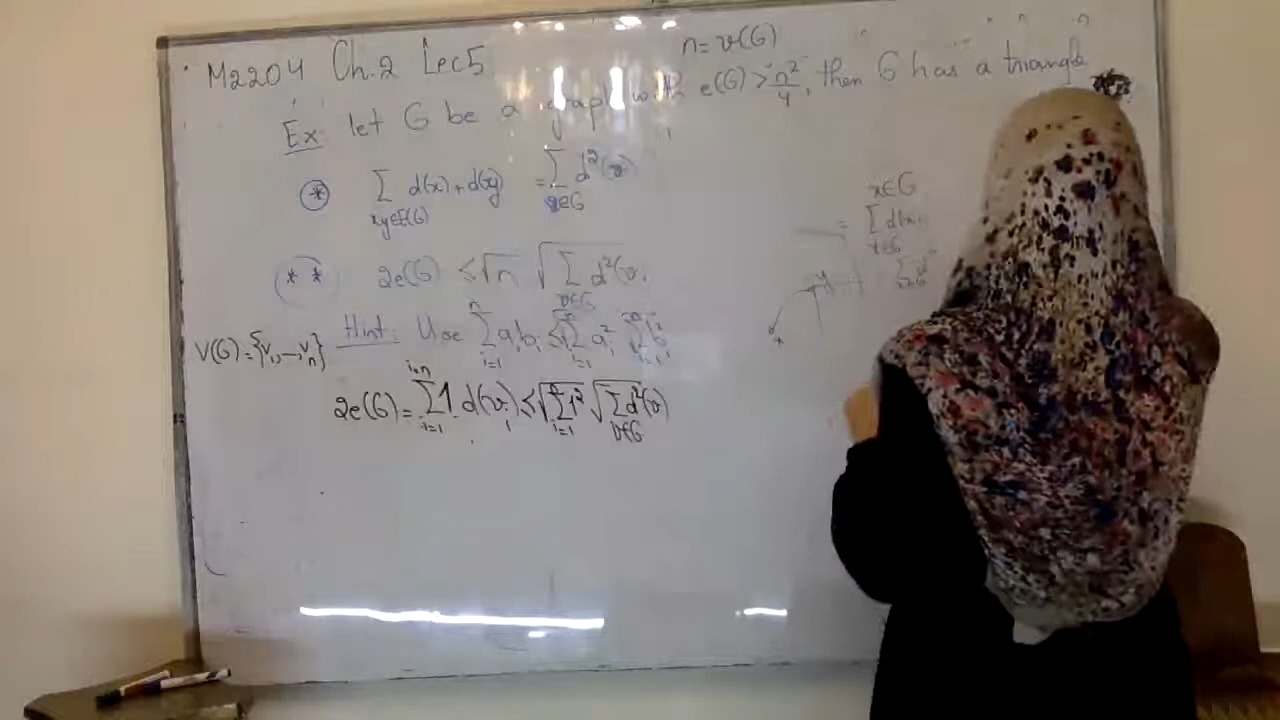 M2204 Ch.2 Lec5
n = v(G)
Ex: let G be a graph with e(G) > n²/4, then G has a triangle
(*) ∑_{xy∈E(G)} d(x)+d(y) = ∑_{v∈G} d²(v)
x∈G
= ∑_{x∈G} d(x)
(**) 2e(G) ≤ √n √∑_{v∈G} d²(v)
V(G) = {v₁, ..., vₙ} Hint: Use ∑_{i=1}^{n} aᵢbᵢ ≤ √∑_{i=1}^{n} aᵢ² √∑_{i=1}^{n} bᵢ²
2e(G) = ∑_{i=1}^{i=n} 1 d(vᵢ) ≤ √∑_{i=1}^{n} 1² √∑_{v∈G} d²(v)